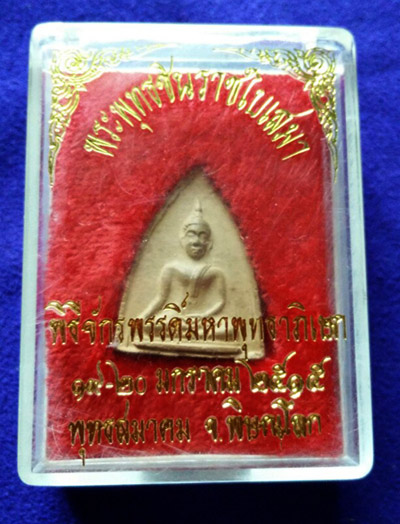 พระพุทธชินราชใบเสมา
พิธีจักรพรรดิ์มหาพุทธาภิเษก
๑๙-๒๐ มกราคม ๒๕๑๕
พุทธสมาคม จ.พิษณุโลก